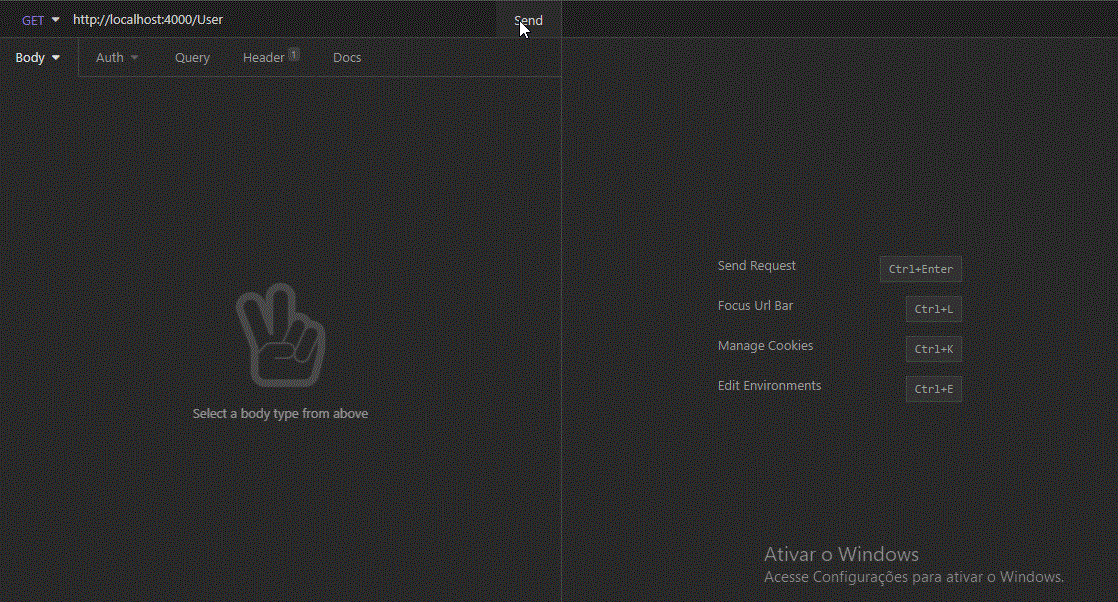 GET http://localhost:4000/User Send
Body Auth Query Header 1 Docs
Select a body type from above
Send Request Ctrl+Enter
Focus Url Bar Ctrl+L
Manage Cookies Ctrl+K
Edit Environments Ctrl+E
Ativar o Windows
Acesse Configurações para ativar o Windows.